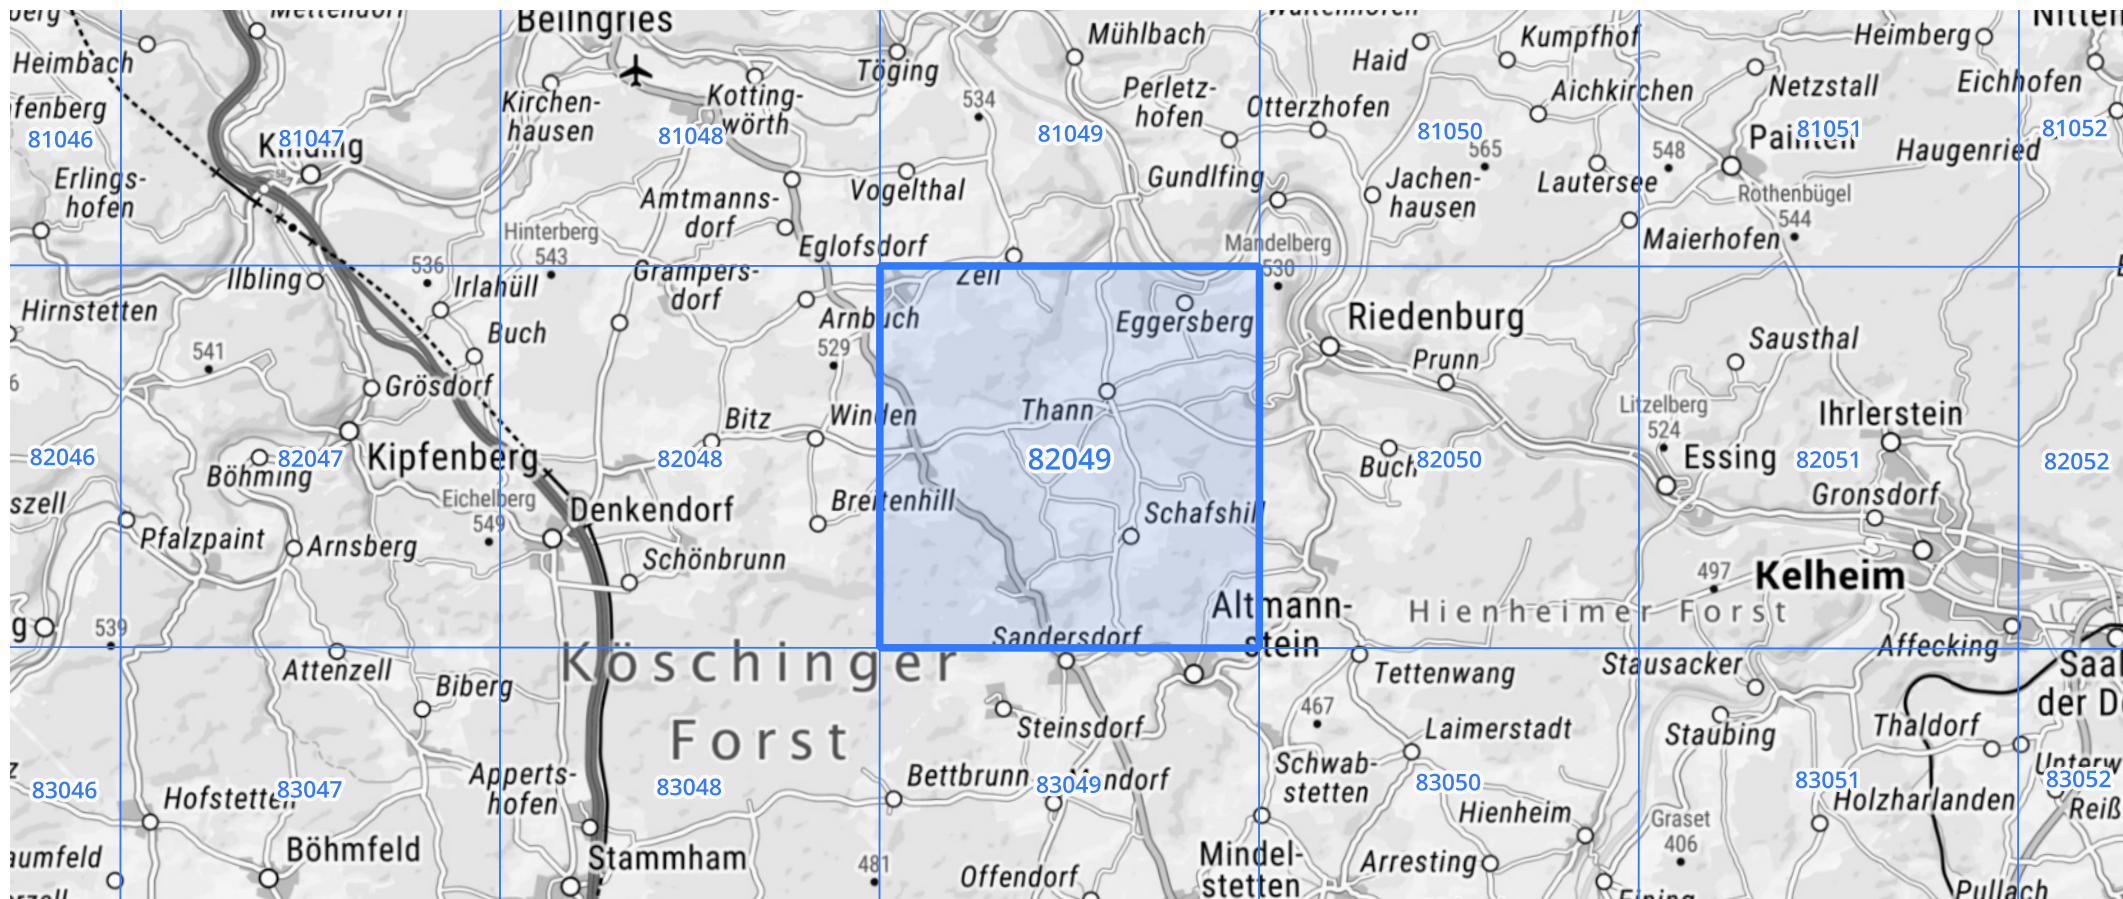 Beilngries
Mühlbach
Kumpfhof
Heimberg
Heimbach
Töging
Haid
Netzstall
Eichhofen
Kirchen-
hausen
Kotting-
wörth
534
Perletz-
hofen
Otterzhofen
Aichkirchen
81046
Kinding
81047
81048
81049
81050
565
548
Painten
81051
81052
Haugenried
Erlings-
hofen
58
Amtmanns-
dorf
Vogelthal
Gundlfing
Jachen-
hausen
Lautersee
Rothenbügel
544
Hinterberg
543
Eglofsdorf
Mandelberg
530
Maierhofen
Ilbling
536
Irlahüll
Grampers-
dorf
Zell
Hirnstetten
Buch
Arnbuch
529
Eggersberg
Riedenburg
Sausthal
541
Prunn
Grösdorf
Bitz
Winden
Thann
Litzelberg
524
Ihrlerstein
82046
Böhming
82047
Kipfenberg
82048
82049
Buch
82050
Essing
82051
82052
Eichelberg
549
Denkendorf
Breitenhill
Schafshill
Gronsdorf
Pfalzpaint
Arnsberg
Schönbrunn
497
Kelheim
539
Altmann-
stein
Hienheimer Forst
Sandersdorf
Affecking
Attenzell
Köschinger
Forst
Tettenwang
Stausacker
Biberg
467
Steinsdorf
Laimerstadt
Staubing
Thaldorf
83046
Hofstetten
83047
Apperts-
hofen
83048
Bettbrunn
83049
Schwab-
stetten
83050
83051
83052
Holzharlanden
Hienheim
Graset
406
Böhmfeld
Stammham
481
Offendorf
Mindel-
stetten
Arresting
Pullach